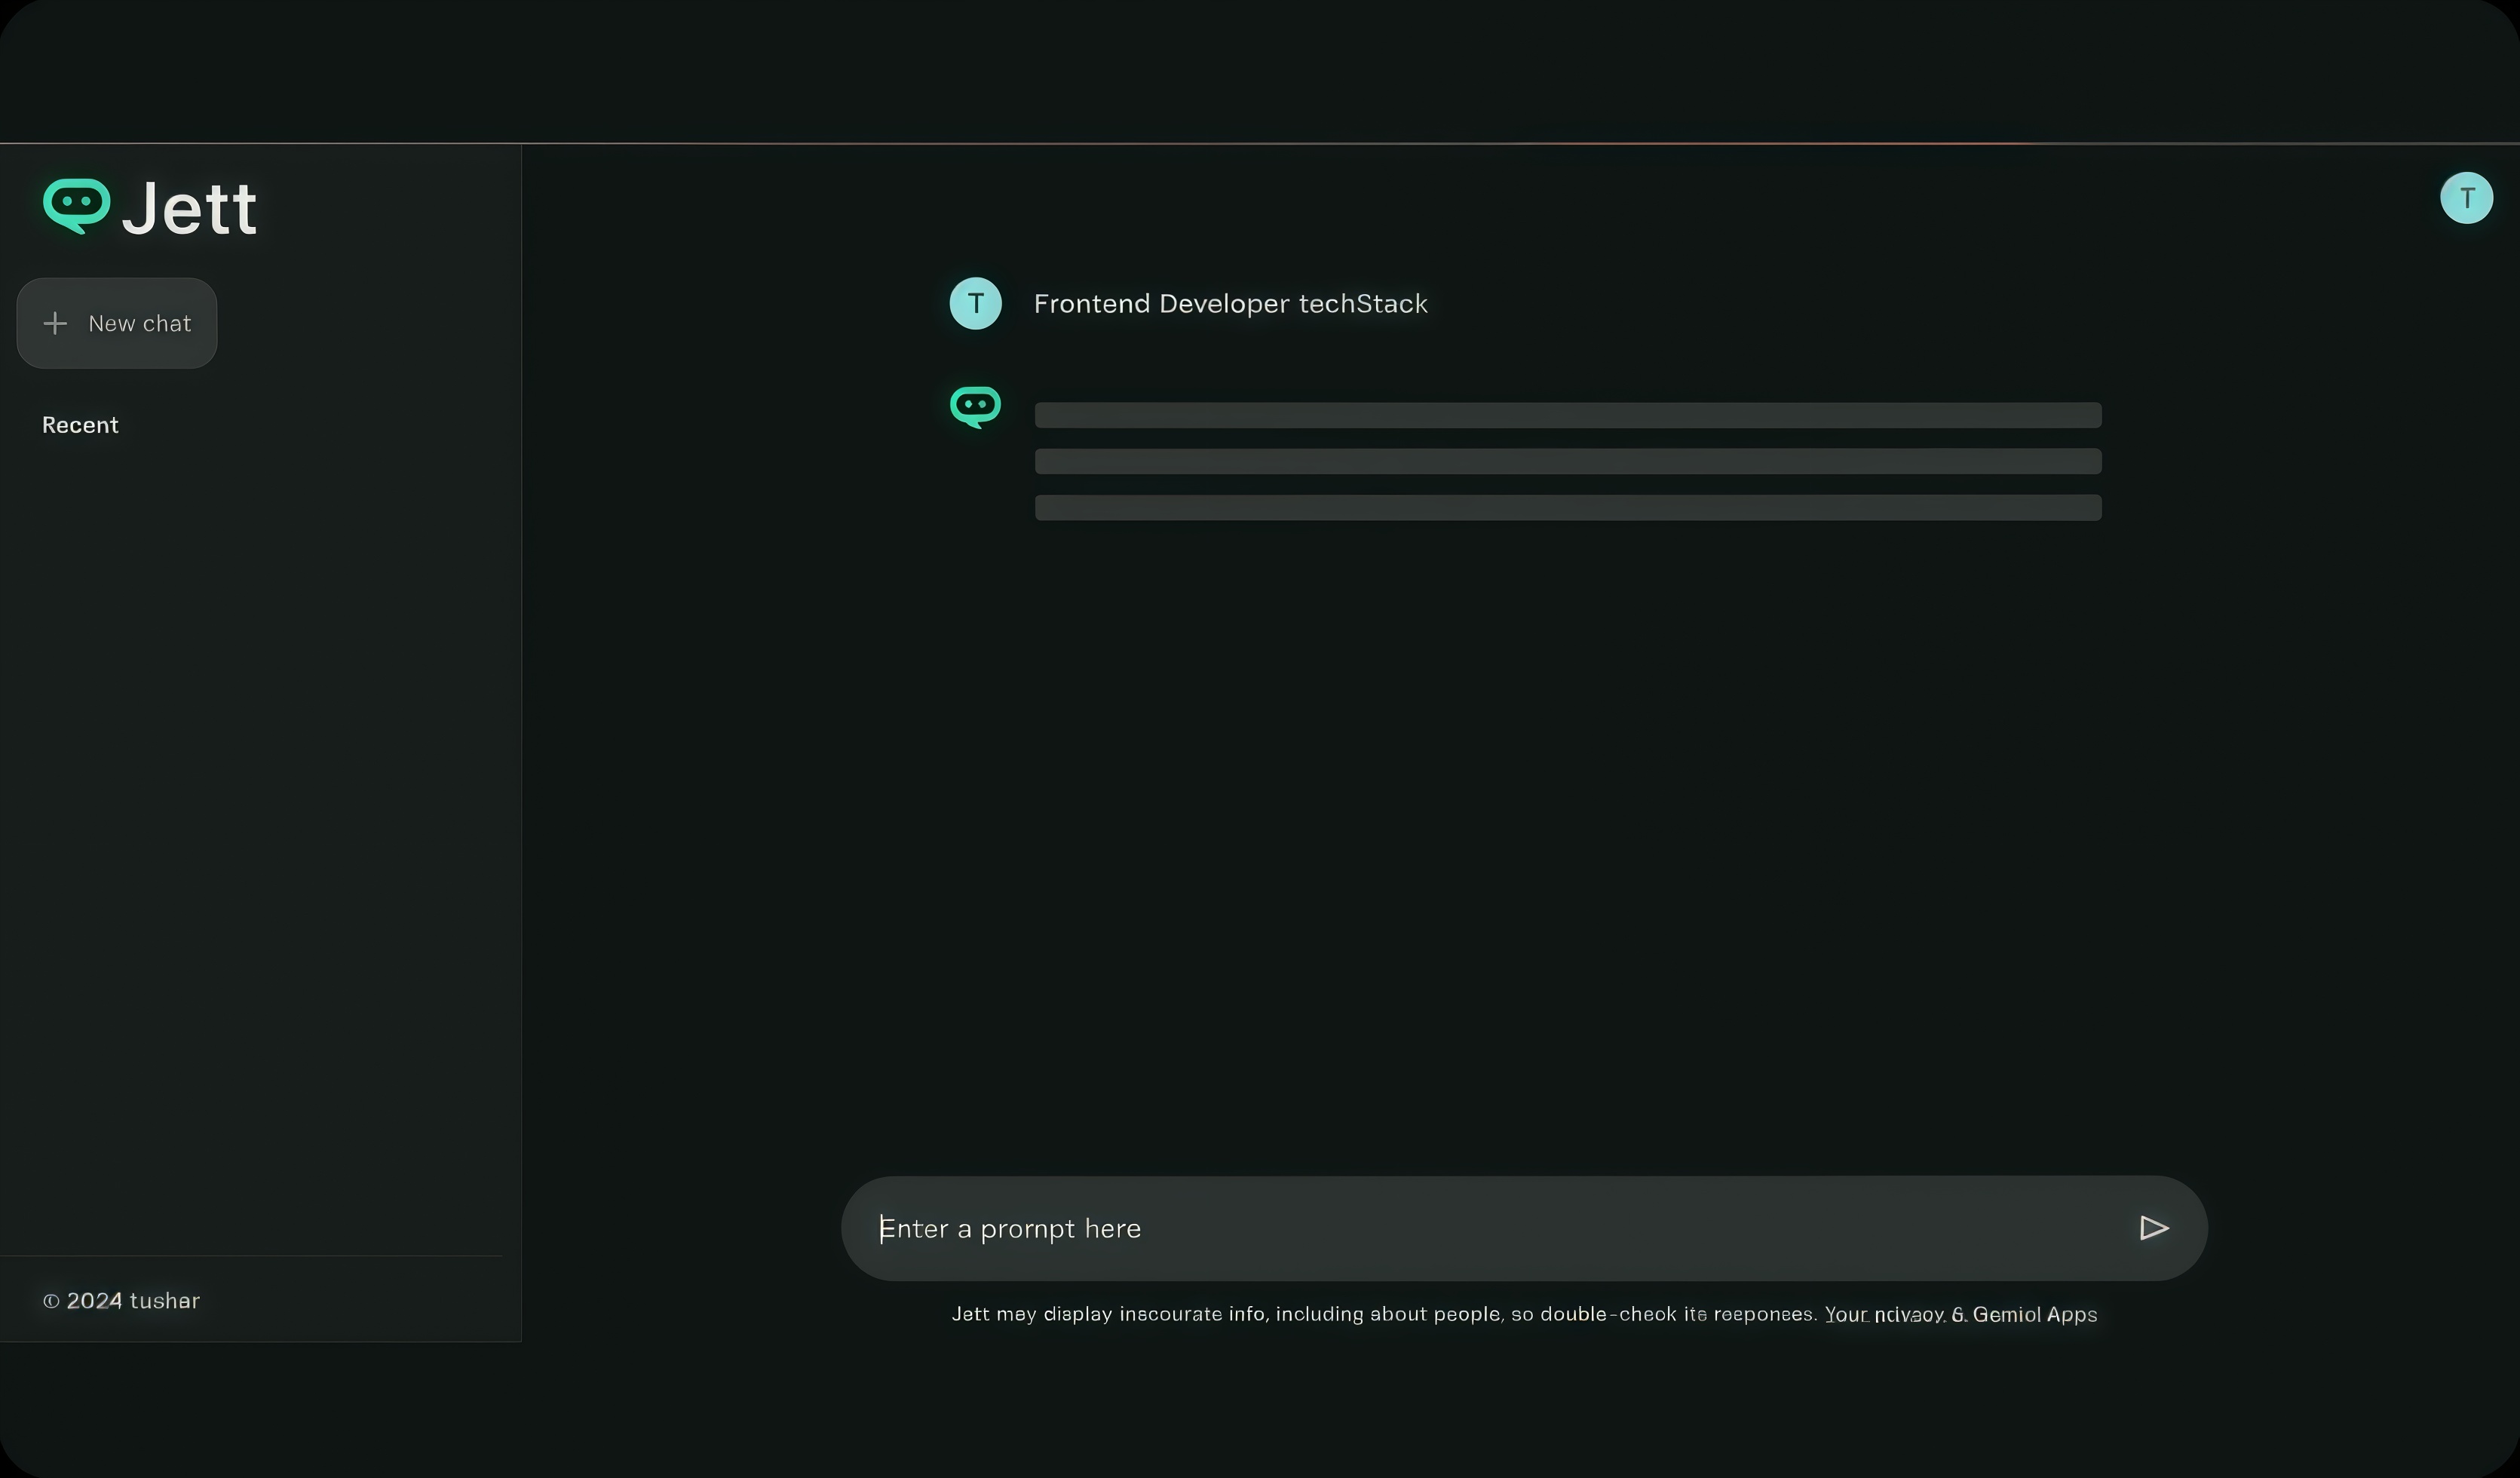 Jett
T
New chat
T
Frontend Developer techStack
Recent
Enter a prornpt here
© 2024 tushar
Jett may display inscourate info, including about people, so double-cheok its reeponees. Your ncivaoy & Gemiol Apps